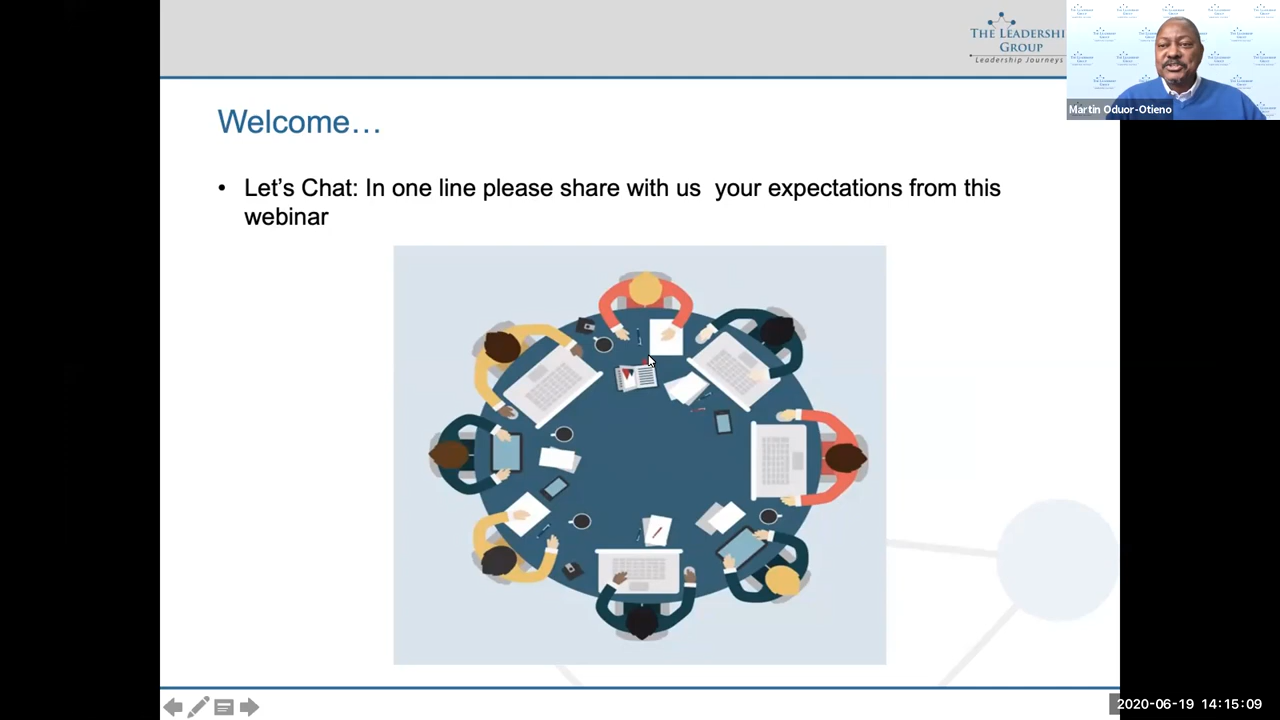 THE LEADERSHI
GROUP
Leadership Journeys
Martin Oduor-Otieno
Welcome…
• Let’s Chat: In one line please share with us  your expectations from this
webinar
2020-06-19 14:15:09